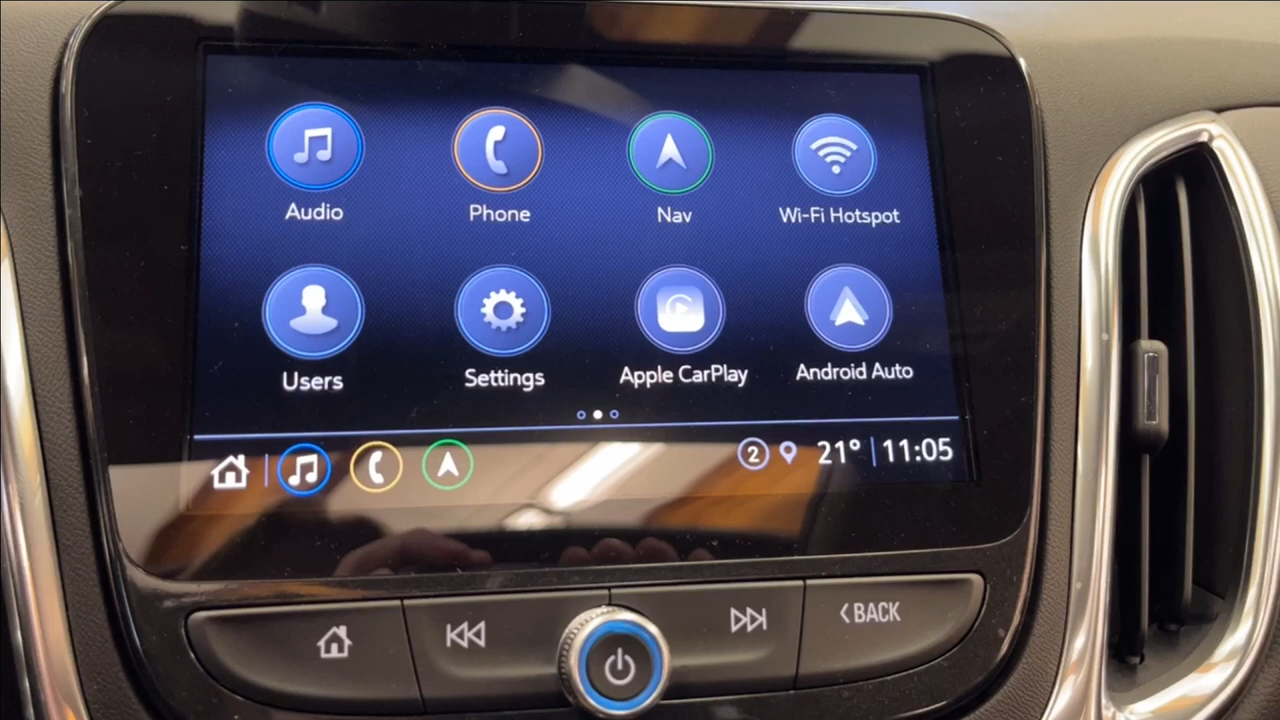 Audio Phone Nav Wi-Fi Hotspot
Users Settings Apple CarPlay Android Auto
2 21° 11:05
BACK